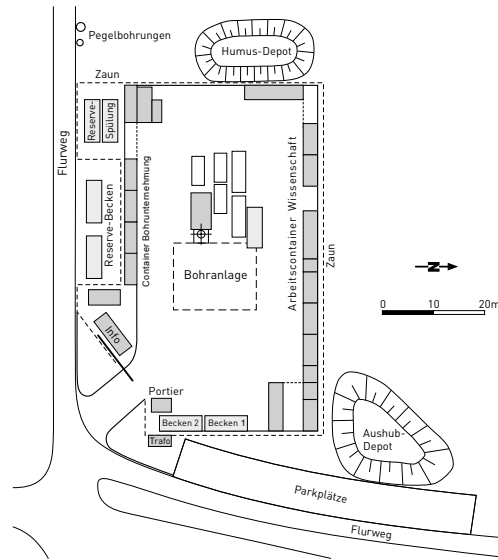 Pegelbohrungen
Humus-Depot
Zaun
Reserve-
Spülung
Flurweg
Reserve-Becken
Container Bohrunternehmung
Arbeitscontainer Wissenschaft
Zaun
Bohranlage
N
0m 10 20m
Info
Portier
Becken 2
Becken 1
Trafo
Aushub-
Depot
Parkplätze
Flurweg